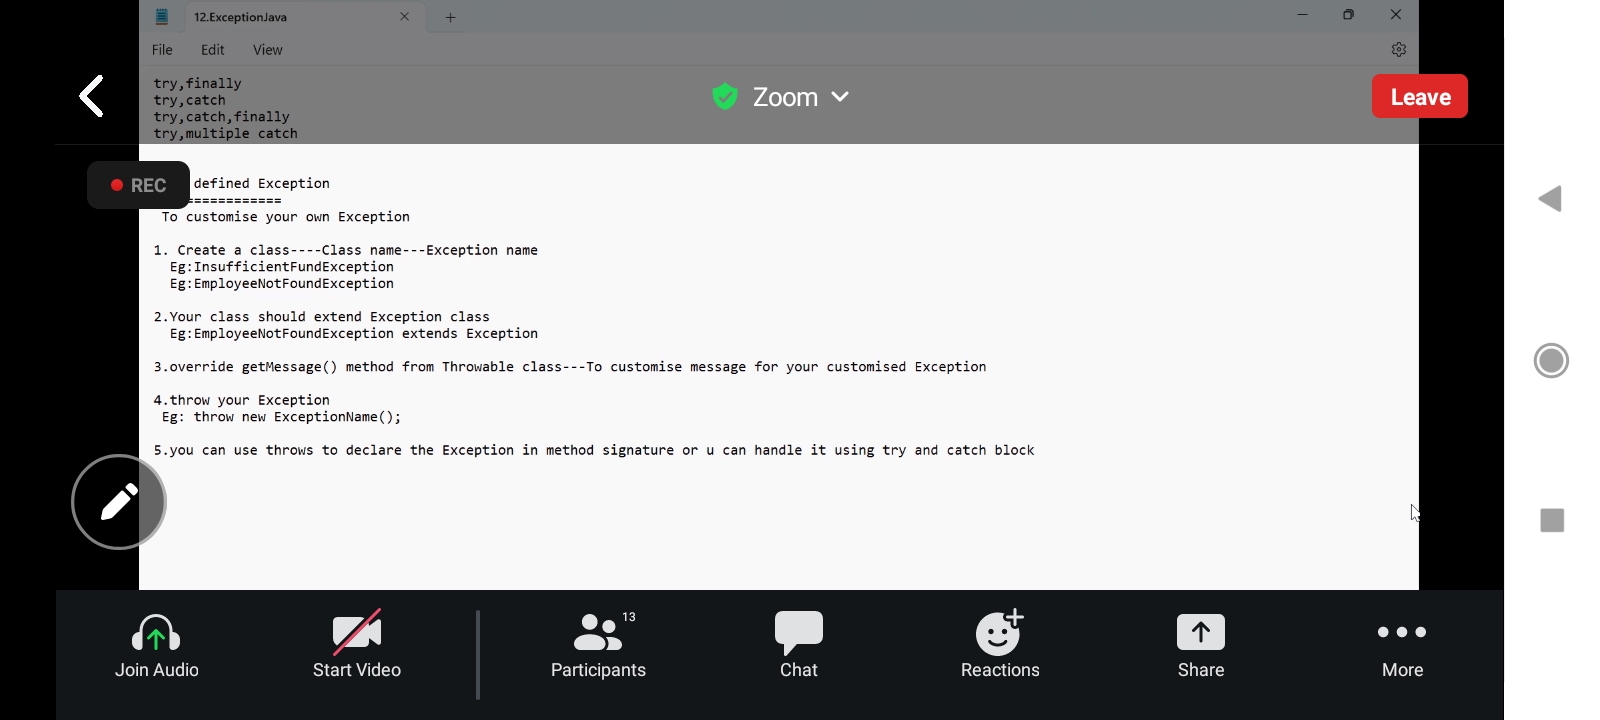 12.ExceptionJava
File Edit View
try,finally
try,catch
try,catch,finally
try,multiple catch
Zoom
Leave
REC
defined Exception
=============
To customise your own Exception
1. Create a class----Class name---Exception name
Eg:InsufficientFundException
Eg:EmployeeNotFoundException
2.Your class should extend Exception class
Eg:EmployeeNotFoundException extends Exception
3.override getMessage() method from Throwable class---To customise message for your customised Exception
4.throw your Exception
Eg: throw new ExceptionName();
5.you can use throws to declare the Exception in method signature or u can handle it using try and catch block
13
Join Audio Start Video Participants Chat Reactions Share More